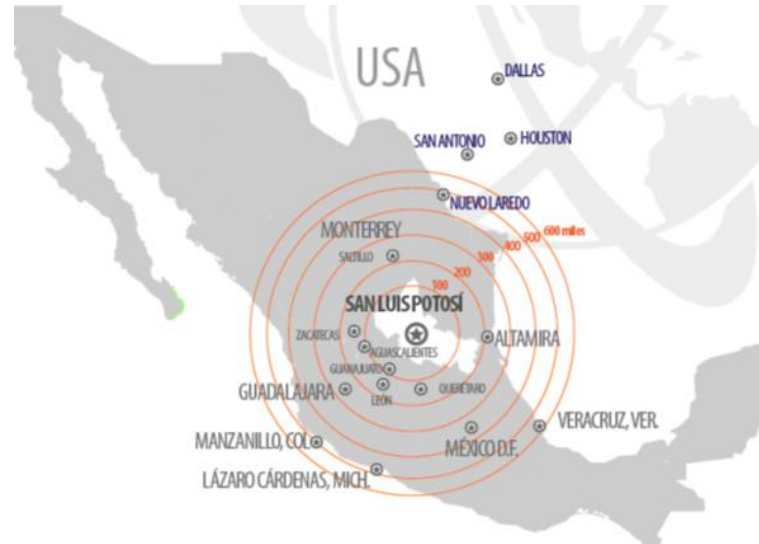 USA
DALLAS
HOUSTON
SAN ANTONIO
NUEVO LAREDO
MONTERREY
SALTILLO
600 miles
500
400
300
200
100
SAN LUIS POTOSÍ
ZACATECAS
ALTAMIRA
AGUASCALIENTES
GUANAJUATO
GUADALAJARA
LEÓN
QUERÉTARO
VERACRUZ, VER.
MANZANILLO, COL.
MÉXICO D.F.
LÁZARO CÁRDENAS, MICH.